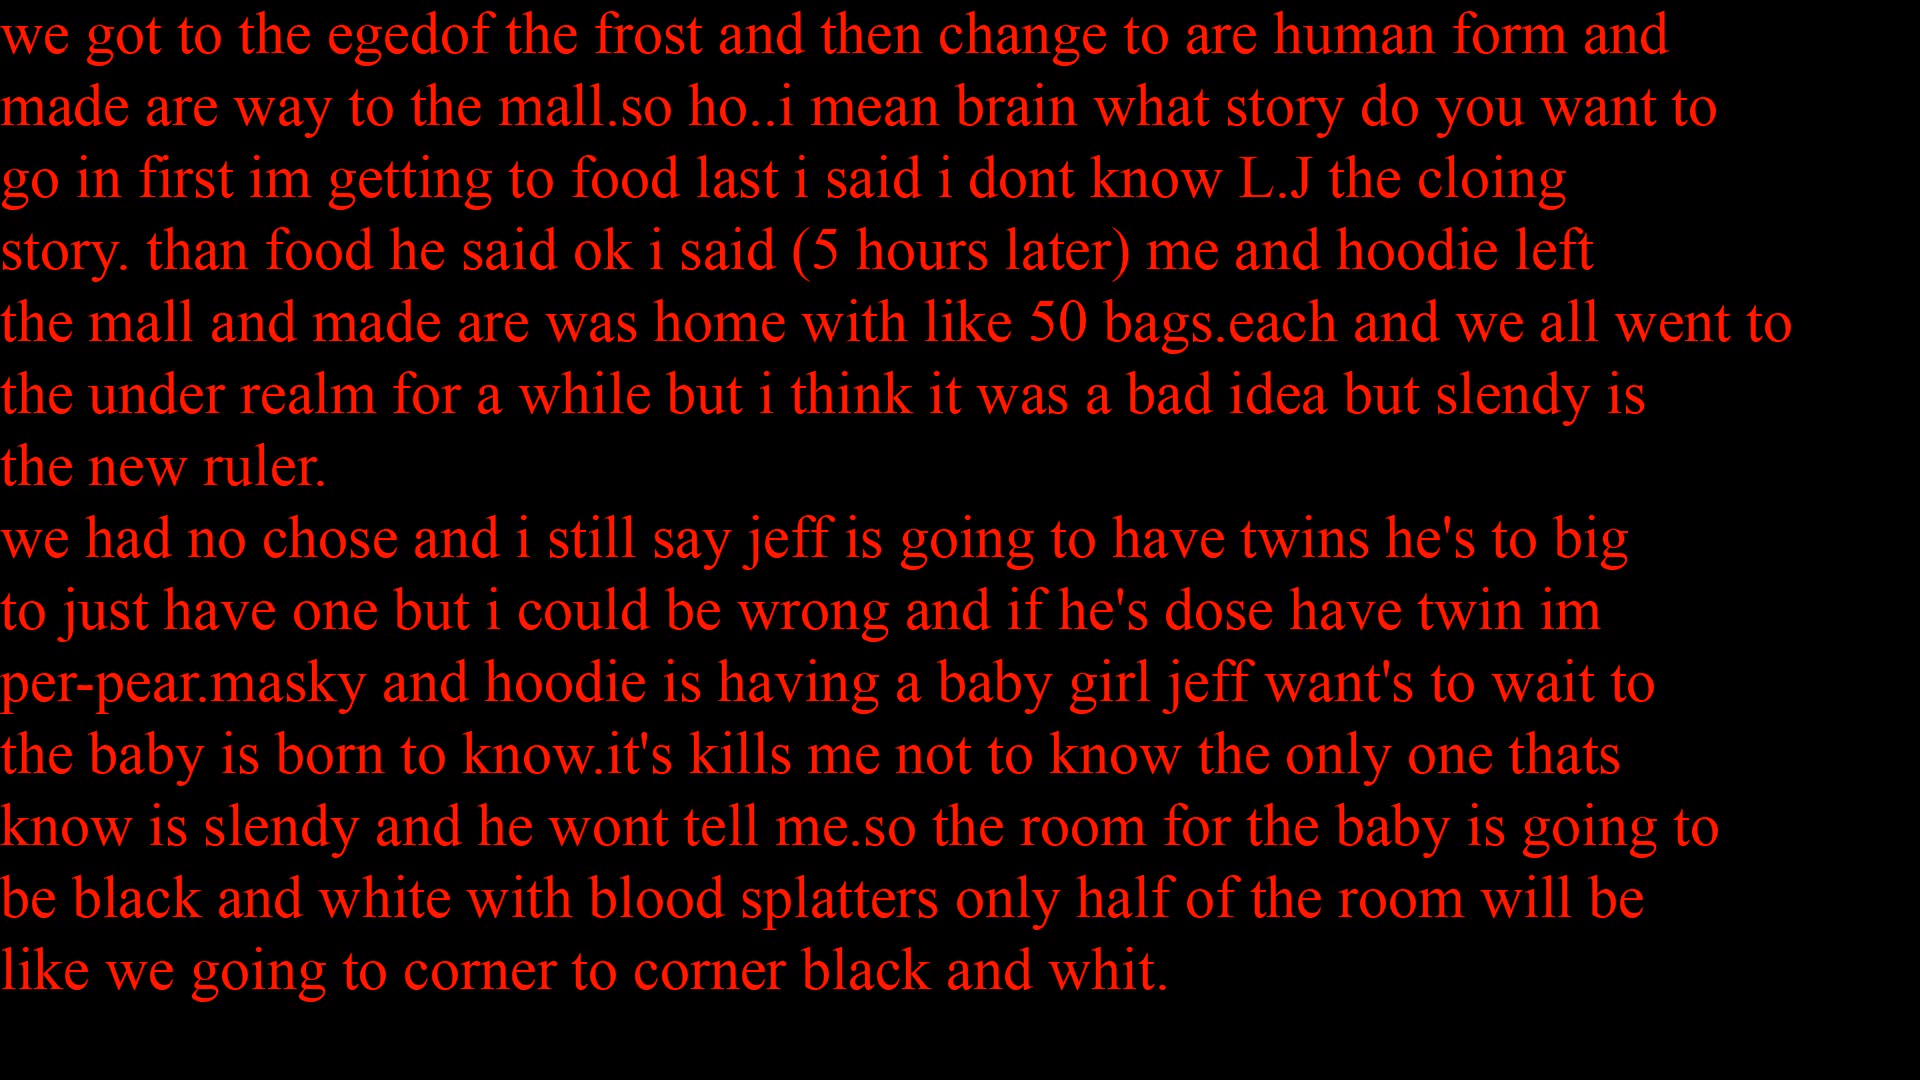 we got to the egedof the frost and then change to are human form and
made are way to the mall.so ho..i mean brain what story do you want to
go in first im getting to food last i said i dont know L.J the cloing
story. than food he said ok i said (5 hours later) me and hoodie left
the mall and made are was home with like 50 bags.each and we all went to
the under realm for a while but i think it was a bad idea but slendy is
the new ruler.
we had no chose and i still say jeff is going to have twins he's to big
to just have one but i could be wrong and if he's dose have twin im
per-pear.masky and hoodie is having a baby girl jeff want's to wait to
the baby is born to know.it's kills me not to know the only one thats
know is slendy and he wont tell me.so the room for the baby is going to
be black and white with blood splatters only half of the room will be
like we going to corner to corner black and whit.